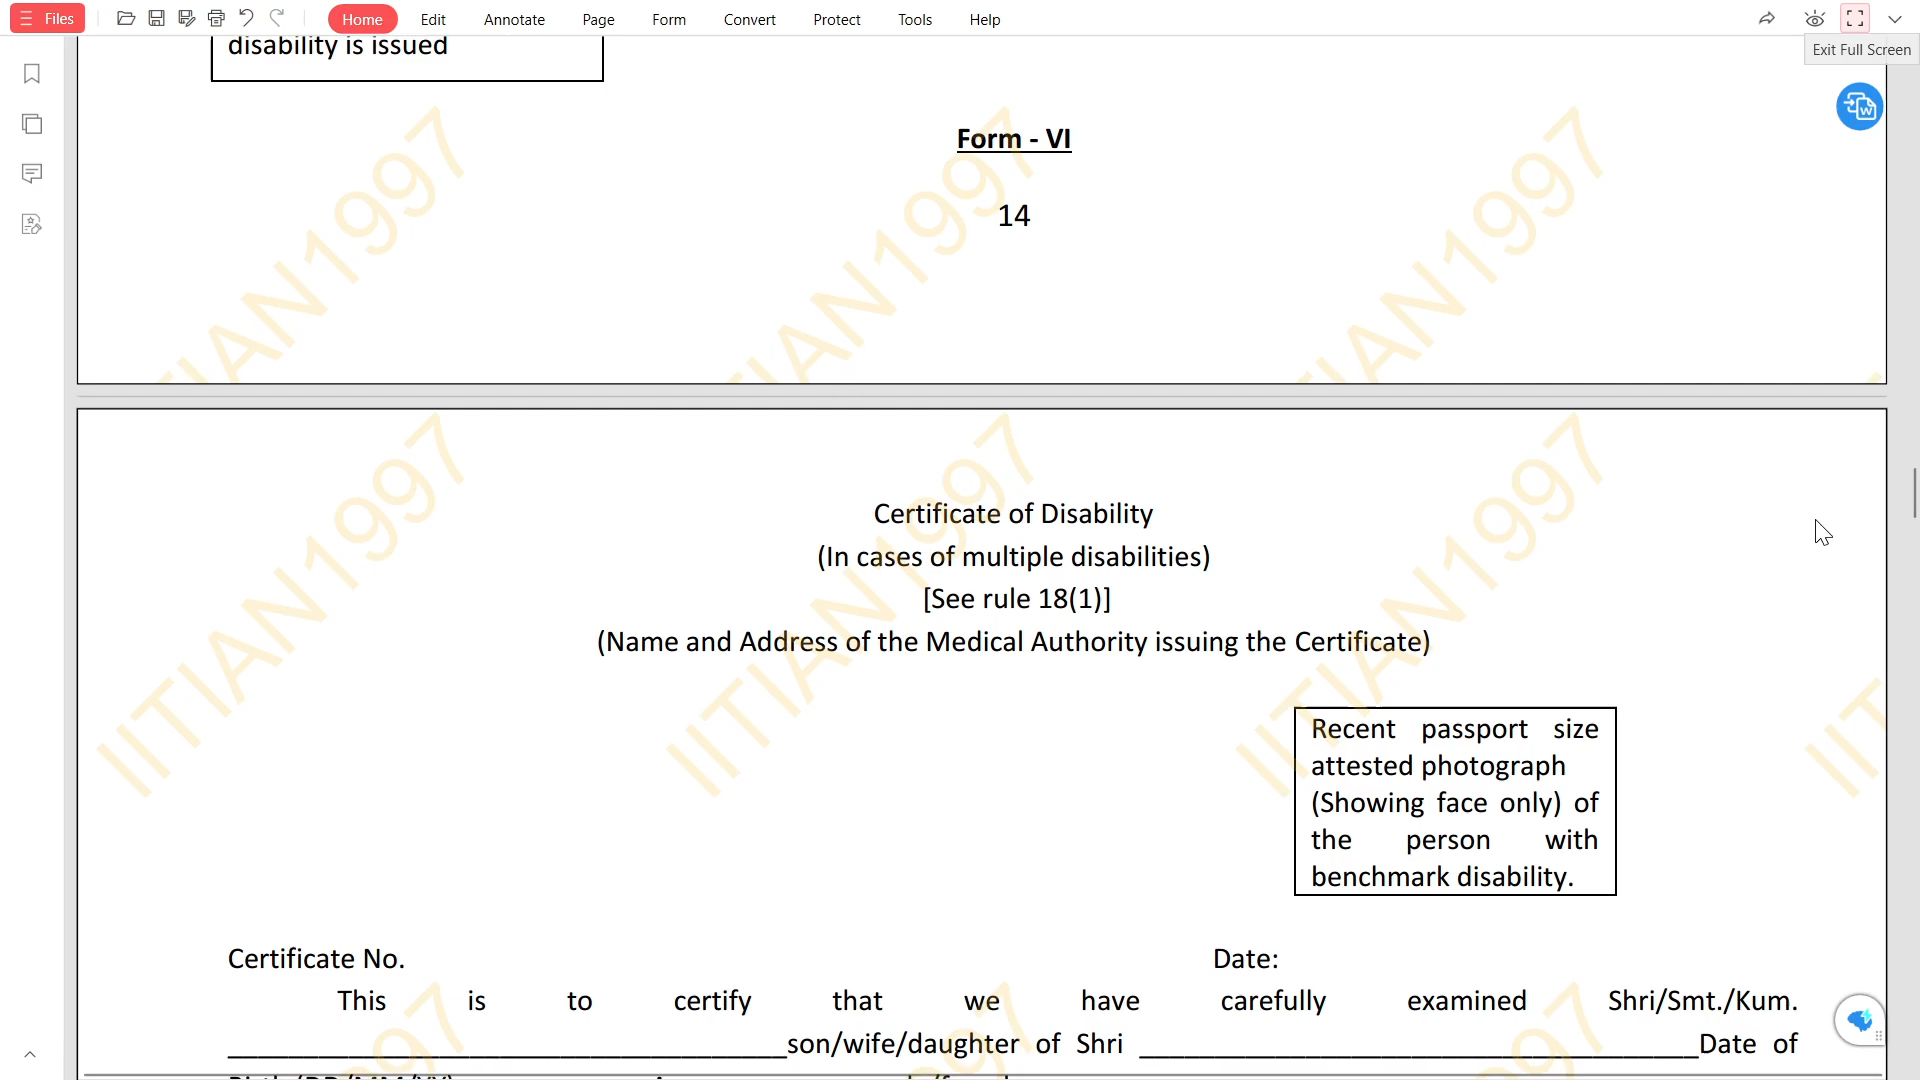 Files
Home
Edit
Annotate
Page
Form
Convert
Protect
Tools
Help
Exit Full Screen
disability is issued
Form - VI
14
IITIAN1997
IITIAN1997
IITIAN1997
Certificate of Disability
(In cases of multiple disabilities)
[See rule 18(1)]
(Name and Address of the Medical Authority issuing the Certificate)
Recent passport size
attested photograph
(Showing face only) of
the person with
benchmark disability.
Certificate No.
Date:
This is to certify that we have carefully examined Shri/Smt./Kum.
son/wife/daughter of Shri Date of